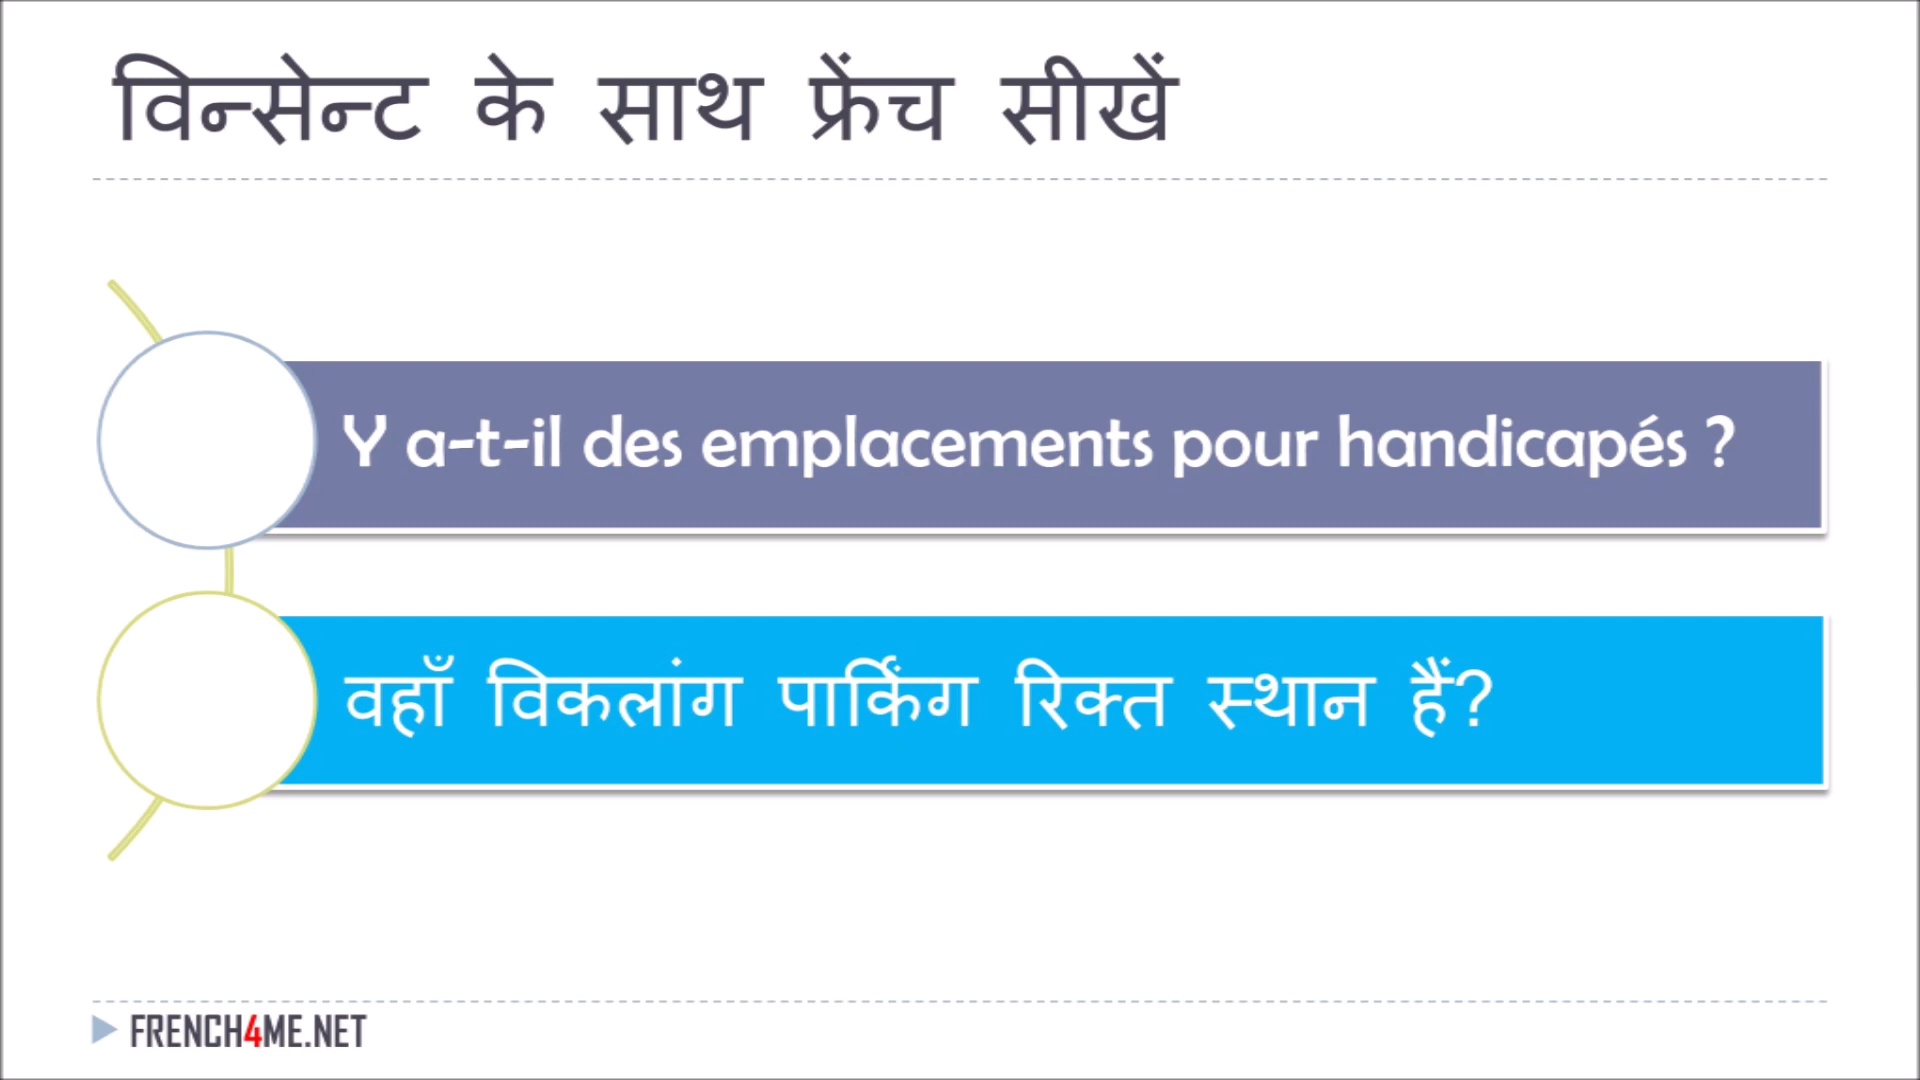 विन्सेन्ट के साथ फ्रेंच सीखें
Y a-t-il des emplacements pour handicapés ?
वहाँ विकलांग पार्किंग रिक्त स्थान हैं?
FRENCH4ME.NET